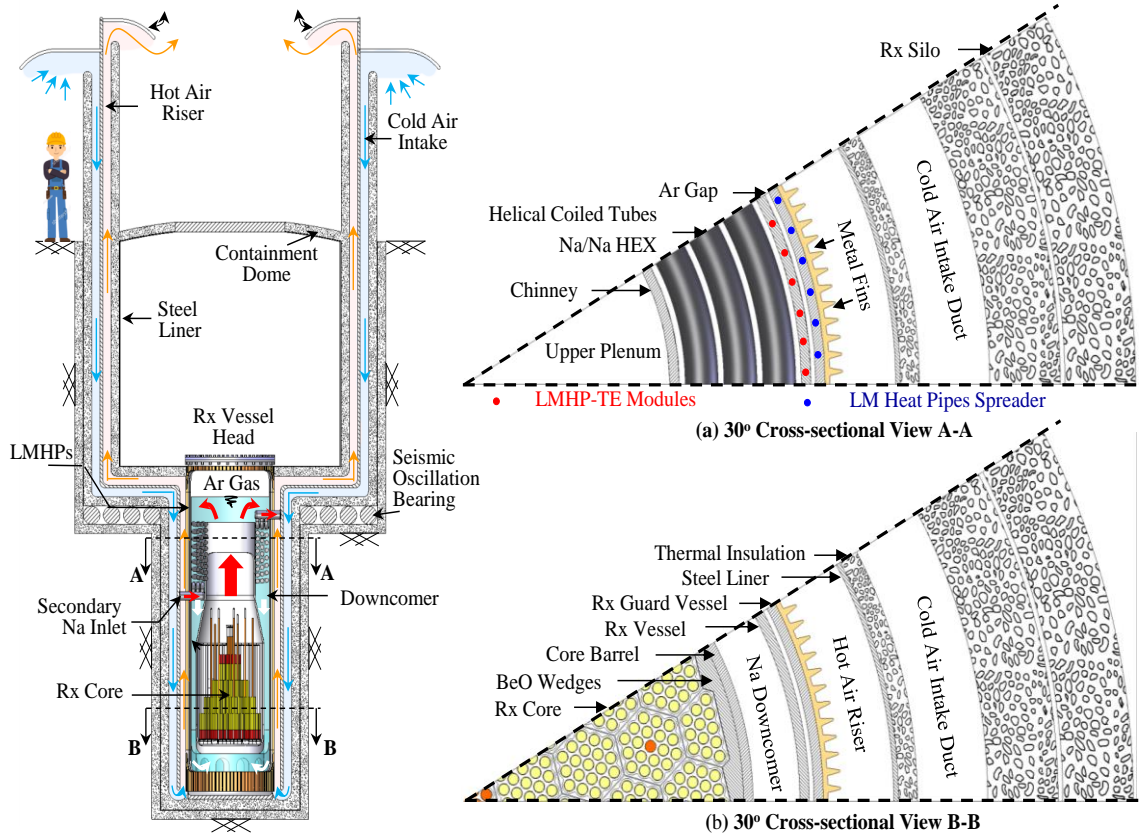 Hot Air
Riser
Cold Air
Intake
Containment
Dome
Steel
Liner
Rx Vessel
Head
LMHPs
Ar Gas
Seismic
Oscillation
Bearing
A
A
Secondary
Na Inlet
Downcomer
Rx Core
B
B
Rx Silo
Ar Gap
Helical Coiled Tubes
Na/Na HEX
Chinney
Upper Plenum
Metal Fins
Cold Air Intake Duct
LMHP-TE Modules
LM Heat Pipes Spreader
(a) 30º Cross-sectional View A-A
Thermal Insulation
Steel Liner
Rx Guard Vessel
Rx Vessel
Core Barrel
BeO Wedges
Rx Core
Na Downcomer
Hot Air Riser
Cold Air Intake Duct
(b) 30º Cross-sectional View B-B